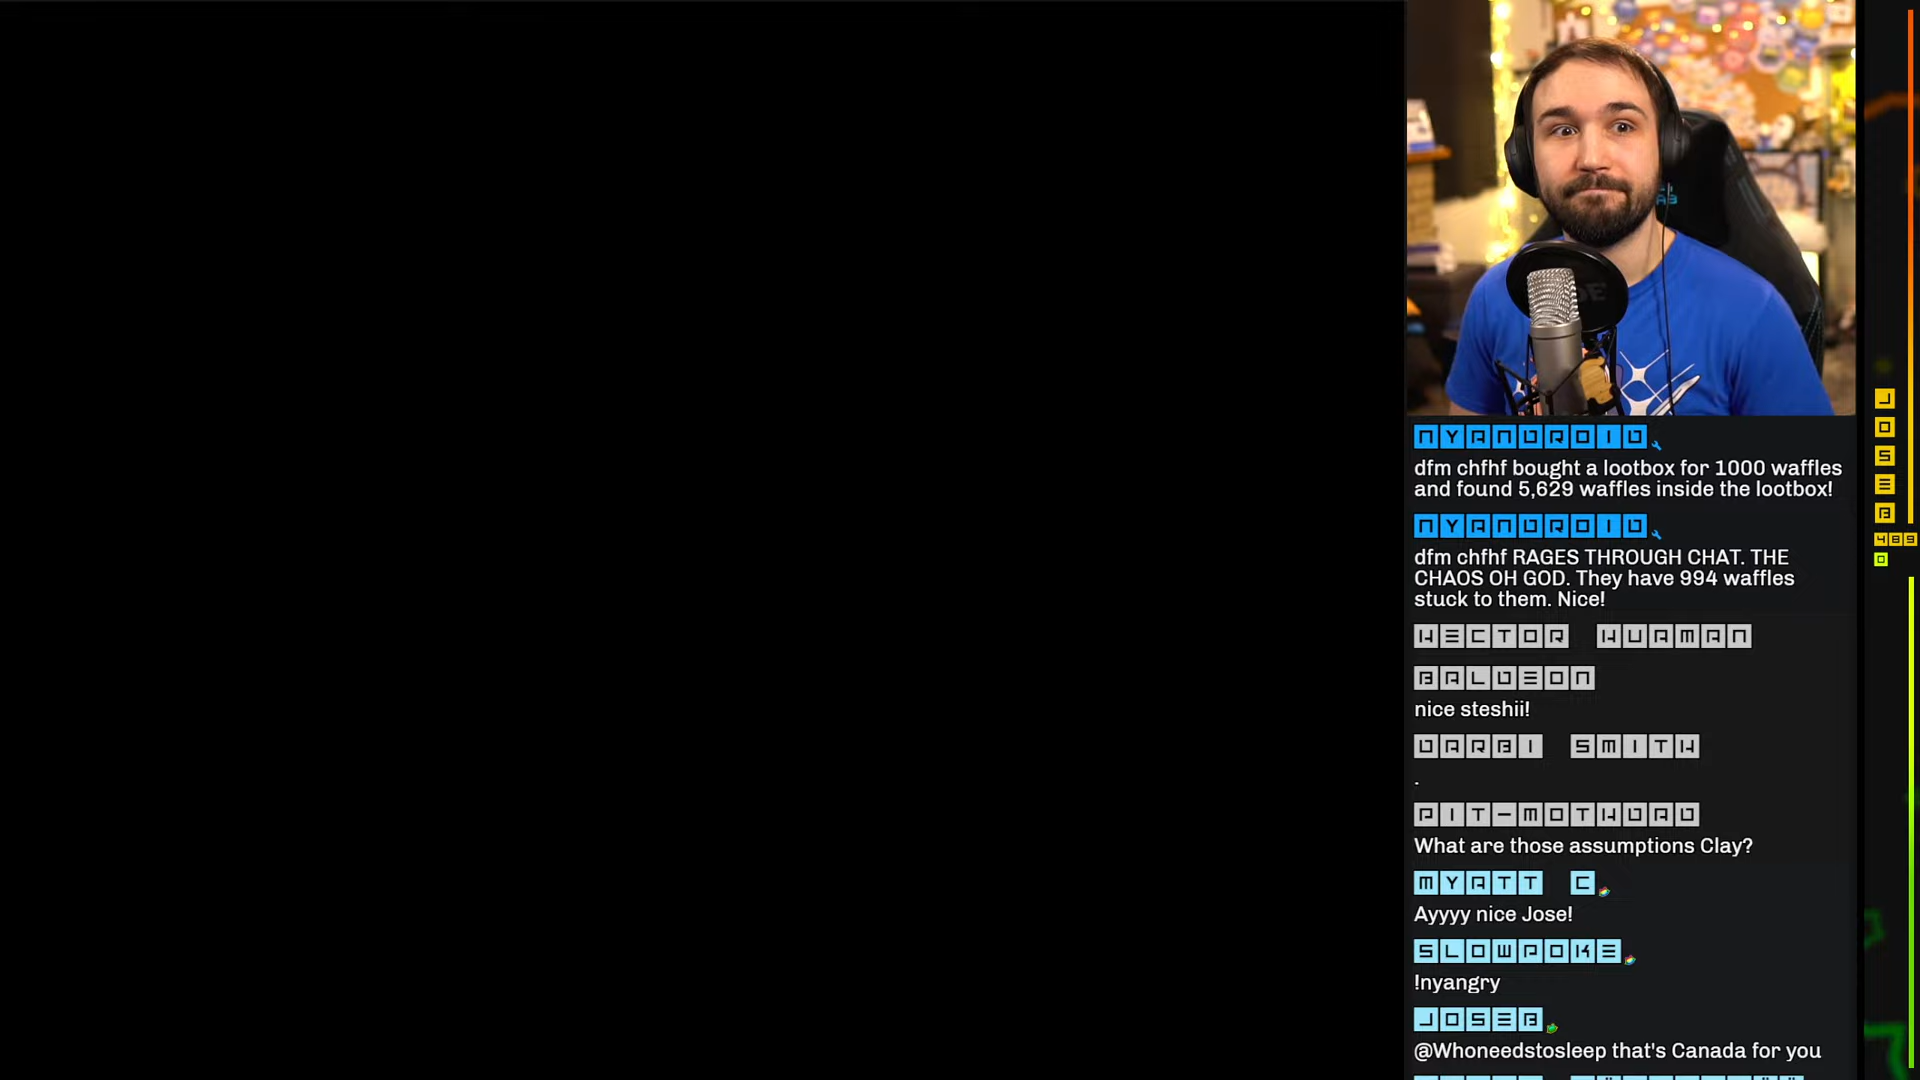 NYANDROID
dfm chfhf bought a lootbox for 1000 waffles
and found 5,629 waffles inside the lootbox!
NYANDROID
dfm chfhf RAGES THROUGH CHAT. THE
CHAOS OH GOD. They have 994 waffles
stuck to them. Nice!
HECTOR HUAMAN
BALDEON
nice steshii!
DARBI SMITH
.
PIT-MOTHDAD
What are those assumptions Clay?
MYATT C
Ayyyy nice Jose!
SLOWPOKE
!nyangry
JOSEB
@Whoneedstosleep that's Canada for you
JOSEB
489
0